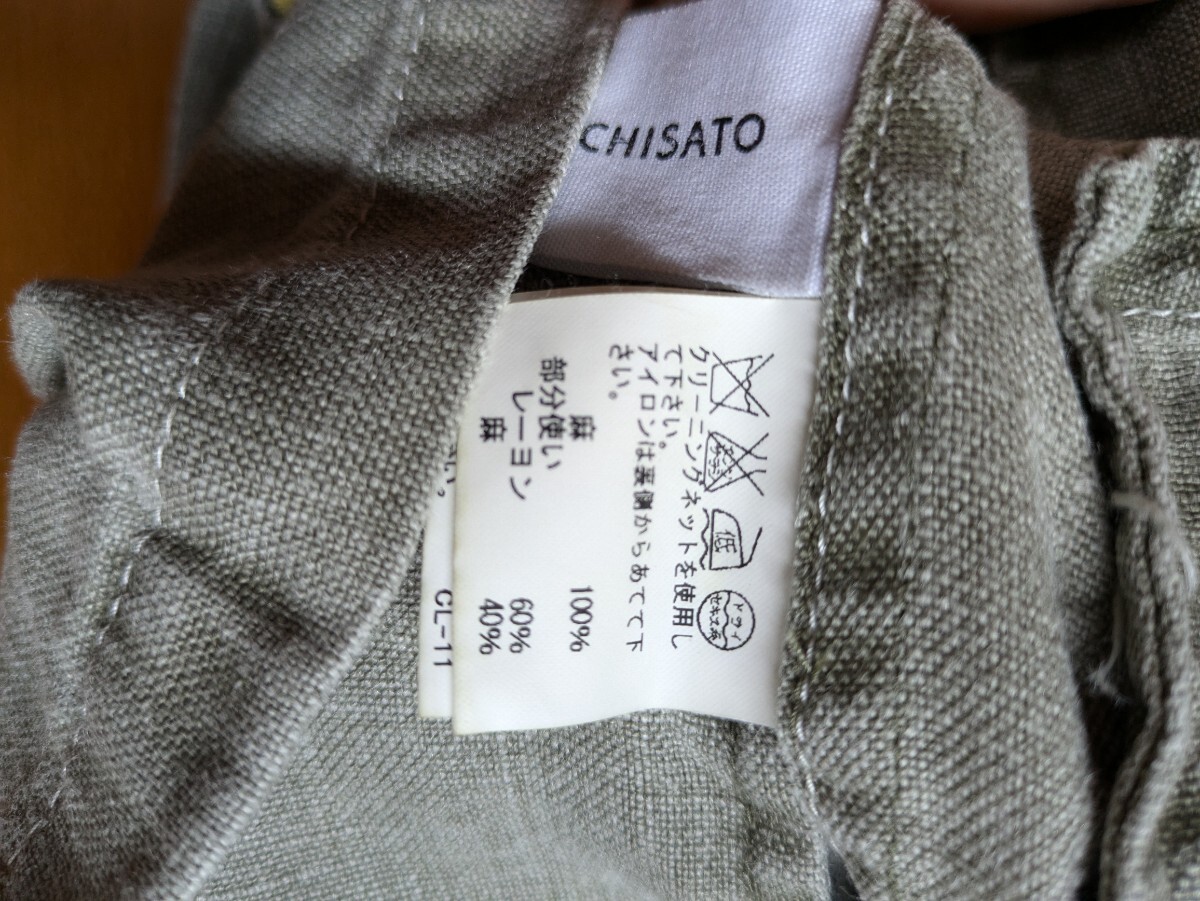 CHISATO
低
ドライ
セキユ系
クリーニングネットを使用し
て下さい。
アイロンは裏側からあてて下
さい。
麻 100%
部分使い
レーヨン 60%
麻 40%
い。
CL-11